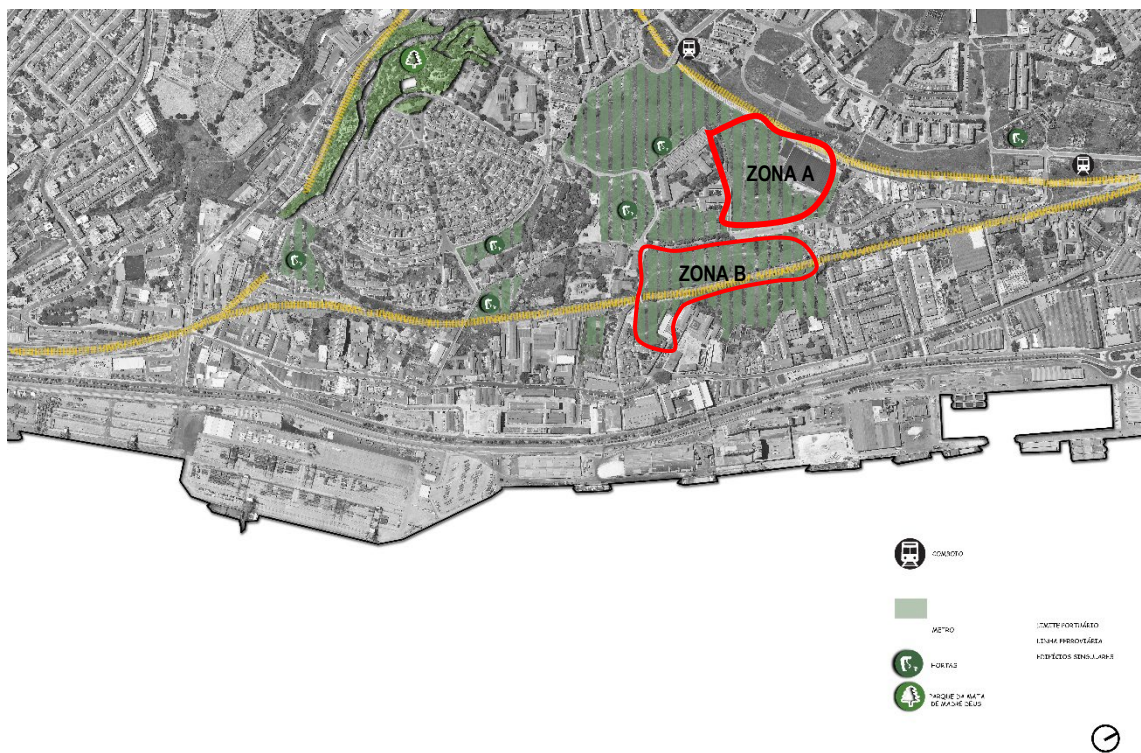 ZONA A
ZONA B
COMBOIO
METRO
HORTAS
PARQUE DA MATA
DE MADRE DEUS
LIMITE PORTUÁRIO
LINHA FERROVIÁRIA
EDIFÍCIOS SINGULARES